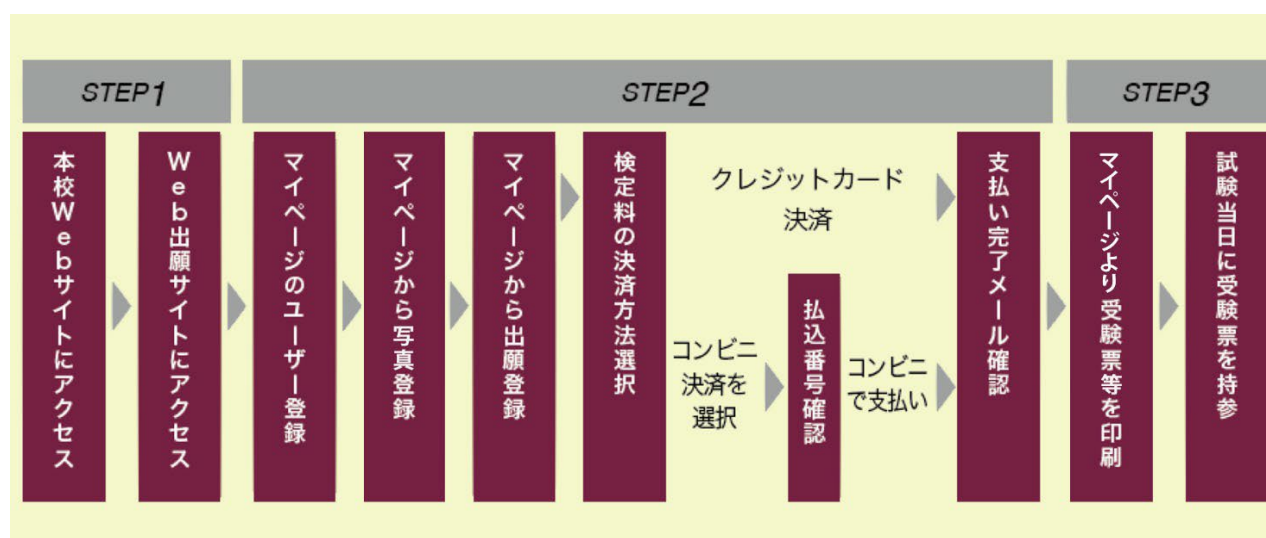 STEP1
本校Webサイトにアクセス
Web出願サイトにアクセス
STEP2
マイページのユーザー登録
マイページから写真登録
マイページから出願登録
検定料の決済方法選択
クレジットカード
決済
コンビニ
決済を
選択
払込番号確認
コンビニ
で支払い
支払い完了メール確認
STEP3
マイページより受験票等を印刷
試験当日に受験票を持参